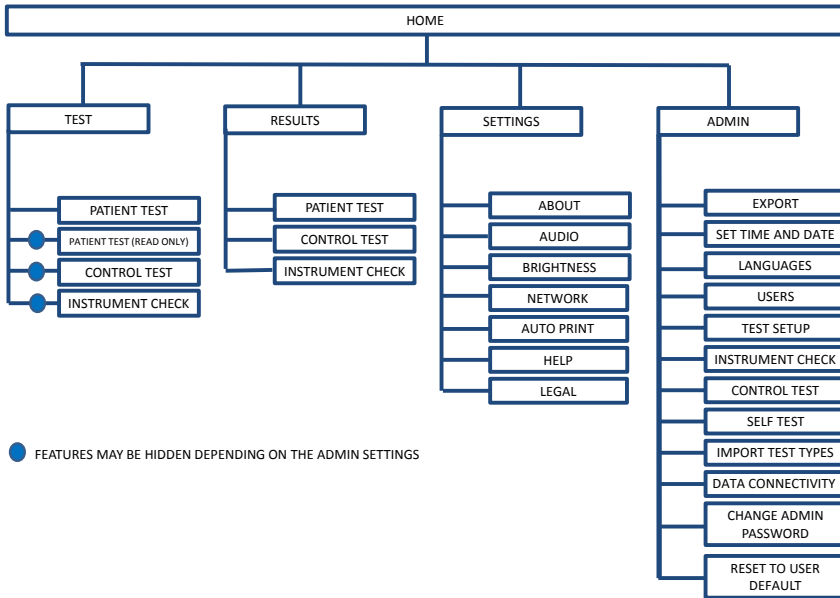 HOME
TEST
RESULTS
SETTINGS
ADMIN
PATIENT TEST
PATIENT TEST (READ ONLY)
CONTROL TEST
INSTRUMENT CHECK
PATIENT TEST
CONTROL TEST
INSTRUMENT CHECK
ABOUT
AUDIO
BRIGHTNESS
NETWORK
AUTO PRINT
HELP
LEGAL
EXPORT
SET TIME AND DATE
LANGUAGES
USERS
TEST SETUP
INSTRUMENT CHECK
CONTROL TEST
SELF TEST
IMPORT TEST TYPES
DATA CONNECTIVITY
CHANGE ADMIN
PASSWORD
RESET TO USER
DEFAULT
FEATURES MAY BE HIDDEN DEPENDING ON THE ADMIN SETTINGS